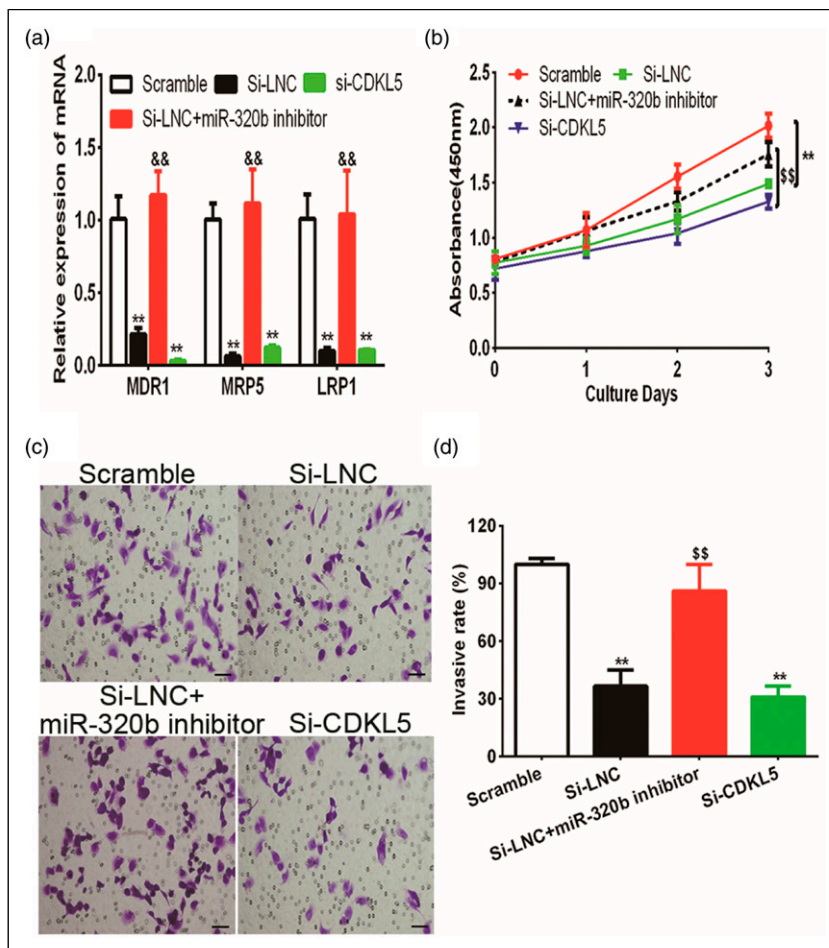 (a)
Relative expression of mRNA
2.0
1.5
1.0
0.5
0.0
Scramble Si-LNC si-CDKL5
Si-LNC+miR-320b inhibitor
&& && &&
** ** ** ** ** **
MDR1 MRP5 LRP1
(b)
Absorbance(450nm)
2.5
2.0
1.5
1.0
0.5
0
Scramble Si-LNC
Si-LNC+miR-320b inhibitor
Si-CDKL5
$$ **
0 1 2 3
Culture Days
(c)
Scramble Si-LNC
Si-LNC+
miR-320b inhibitor Si-CDKL5
(d)
Invasive rate (%)
120
90
60
30
0
** $$ **
Scramble
Si-LNC
Si-LNC+miR-320b inhibitor
Si-CDKL5